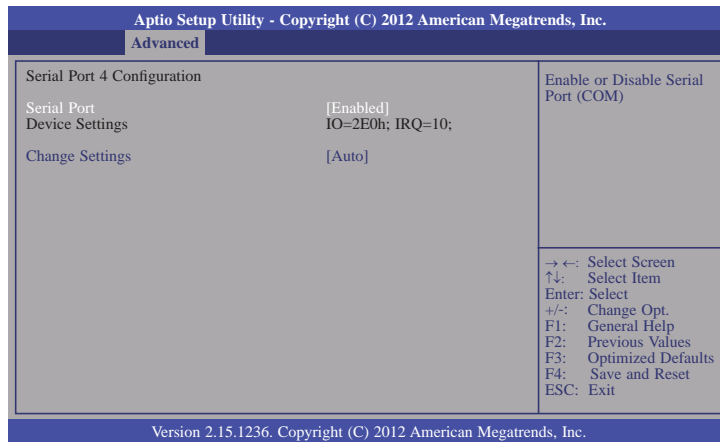 Aptio Setup Utility - Copyright (C) 2012 American Megatrends, Inc.
Advanced
Serial Port 4 Configuration
Serial Port [Enabled]
Device Settings IO=2E0h; IRQ=10;
Change Settings [Auto]
Enable or Disable Serial
Port (COM)
→ ←: Select Screen
↑↓: Select Item
Enter: Select
+/-: Change Opt.
F1: General Help
F2: Previous Values
F3: Optimized Defaults
F4: Save and Reset
ESC: Exit
Version 2.15.1236. Copyright (C) 2012 American Megatrends, Inc.